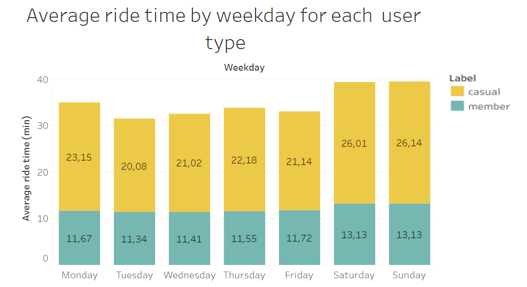 Average ride time by weekday for each user
type
Weekday
Label
casual
member
Average ride time (min)
40
30
20
10
0
23,15 20,08 21,02 22,18 21,14 26,01 26,14
11,67 11,34 11,41 11,55 11,72 13,13 13,13
Monday Tuesday Wednesday Thursday Friday Saturday Sunday